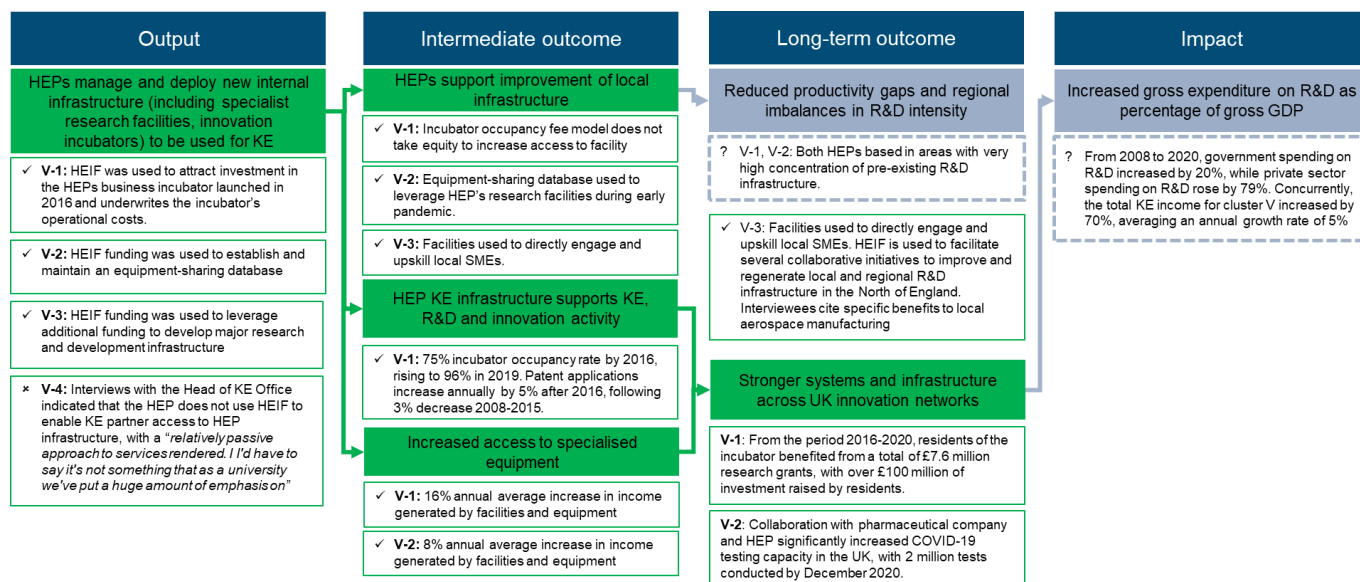 Output
HEPs manage and deploy new internal
infrastructure (including specialist
research facilities, innovation
incubators) to be used for KE
✓ V-1: HEIF was used to attract investment in
the HEPs business incubator launched in
2016 and underwrites the incubator's
operational costs.
✓ V-2: HEIF funding was used to establish and
maintain an equipment-sharing database
✓ V-3: HEIF funding was used to leverage
additional funding to develop major research
and development infrastructure
× V-4: Interviews with the Head of KE Office
indicated that the HEP does not use HEIF to
enable KE partner access to HEP
infrastructure, with a "relatively passive
approach to services rendered. I I'd have to
say it's not something that as a university
we've put a huge amount of emphasis on"
Intermediate outcome
HEPs support improvement of local
infrastructure
✓ V-1: Incubator occupancy fee model does not
take equity to increase access to facility
✓ V-2: Equipment-sharing database used to
leverage HEP's research facilities during early
pandemic.
✓ V-3: Facilities used to directly engage and
upskill local SMEs.
HEP KE infrastructure supports KE,
R&D and innovation activity
✓ V-1: 75% incubator occupancy rate by 2016,
rising to 96% in 2019. Patent applications
increase annually by 5% after 2016, following
3% decrease 2008-2015.
Increased access to specialised
equipment
✓ V-1: 16% annual average increase in income
generated by facilities and equipment
✓ V-2: 8% annual average increase in income
generated by facilities and equipment
Long-term outcome
Reduced productivity gaps and regional
imbalances in R&D intensity
? V-1, V-2: Both HEPs based in areas with very
high concentration of pre-existing R&D
infrastructure.
✓ V-3: Facilities used to directly engage and
upskill local SMEs. HEIF is used to facilitate
several collaborative initiatives to improve and
regenerate local and regional R&D
infrastructure in the North of England.
Interviewees cite specific benefits to local
aerospace manufacturing
Stronger systems and infrastructure
across UK innovation networks
V-1: From the period 2016-2020, residents of the
incubator benefited from a total of £7.6 million
research grants, with over £100 million of
investment raised by residents.
V-2: Collaboration with pharmaceutical company
and HEP significantly increased COVID-19
testing capacity in the UK, with 2 million tests
conducted by December 2020.
Impact
Increased gross expenditure on R&D as
percentage of gross GDP
? From 2008 to 2020, government spending on
R&D increased by 20%, while private sector
spending on R&D rose by 79%. Concurrently,
the total KE income for cluster V increased by
70%, averaging an annual growth rate of 5%